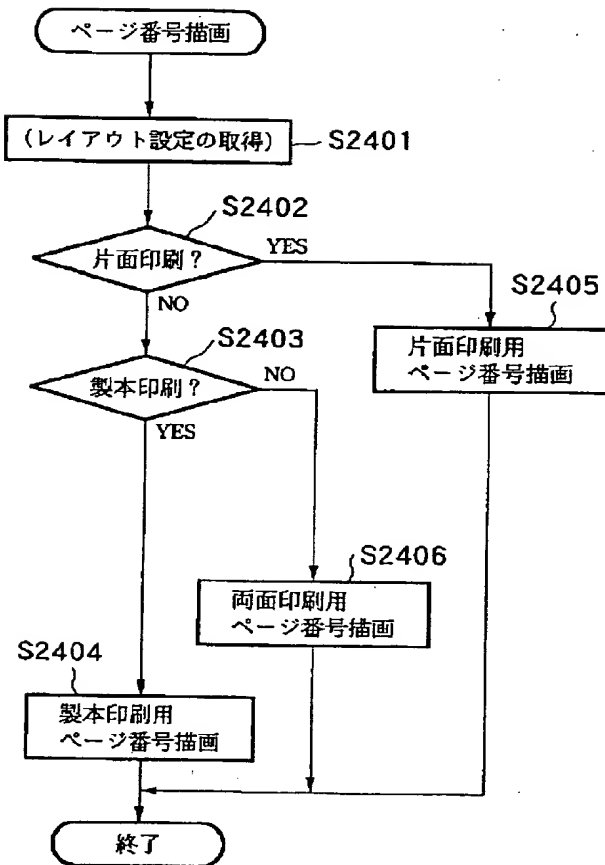 ページ番号描画
(レイアウト設定の取得)
S2401
S2402
片面印刷？
YES
NO
S2405
片面印刷用
ページ番号描画
S2403
製本印刷？
NO
YES
S2406
両面印刷用
ページ番号描画
S2404
製本印刷用
ページ番号描画
終了